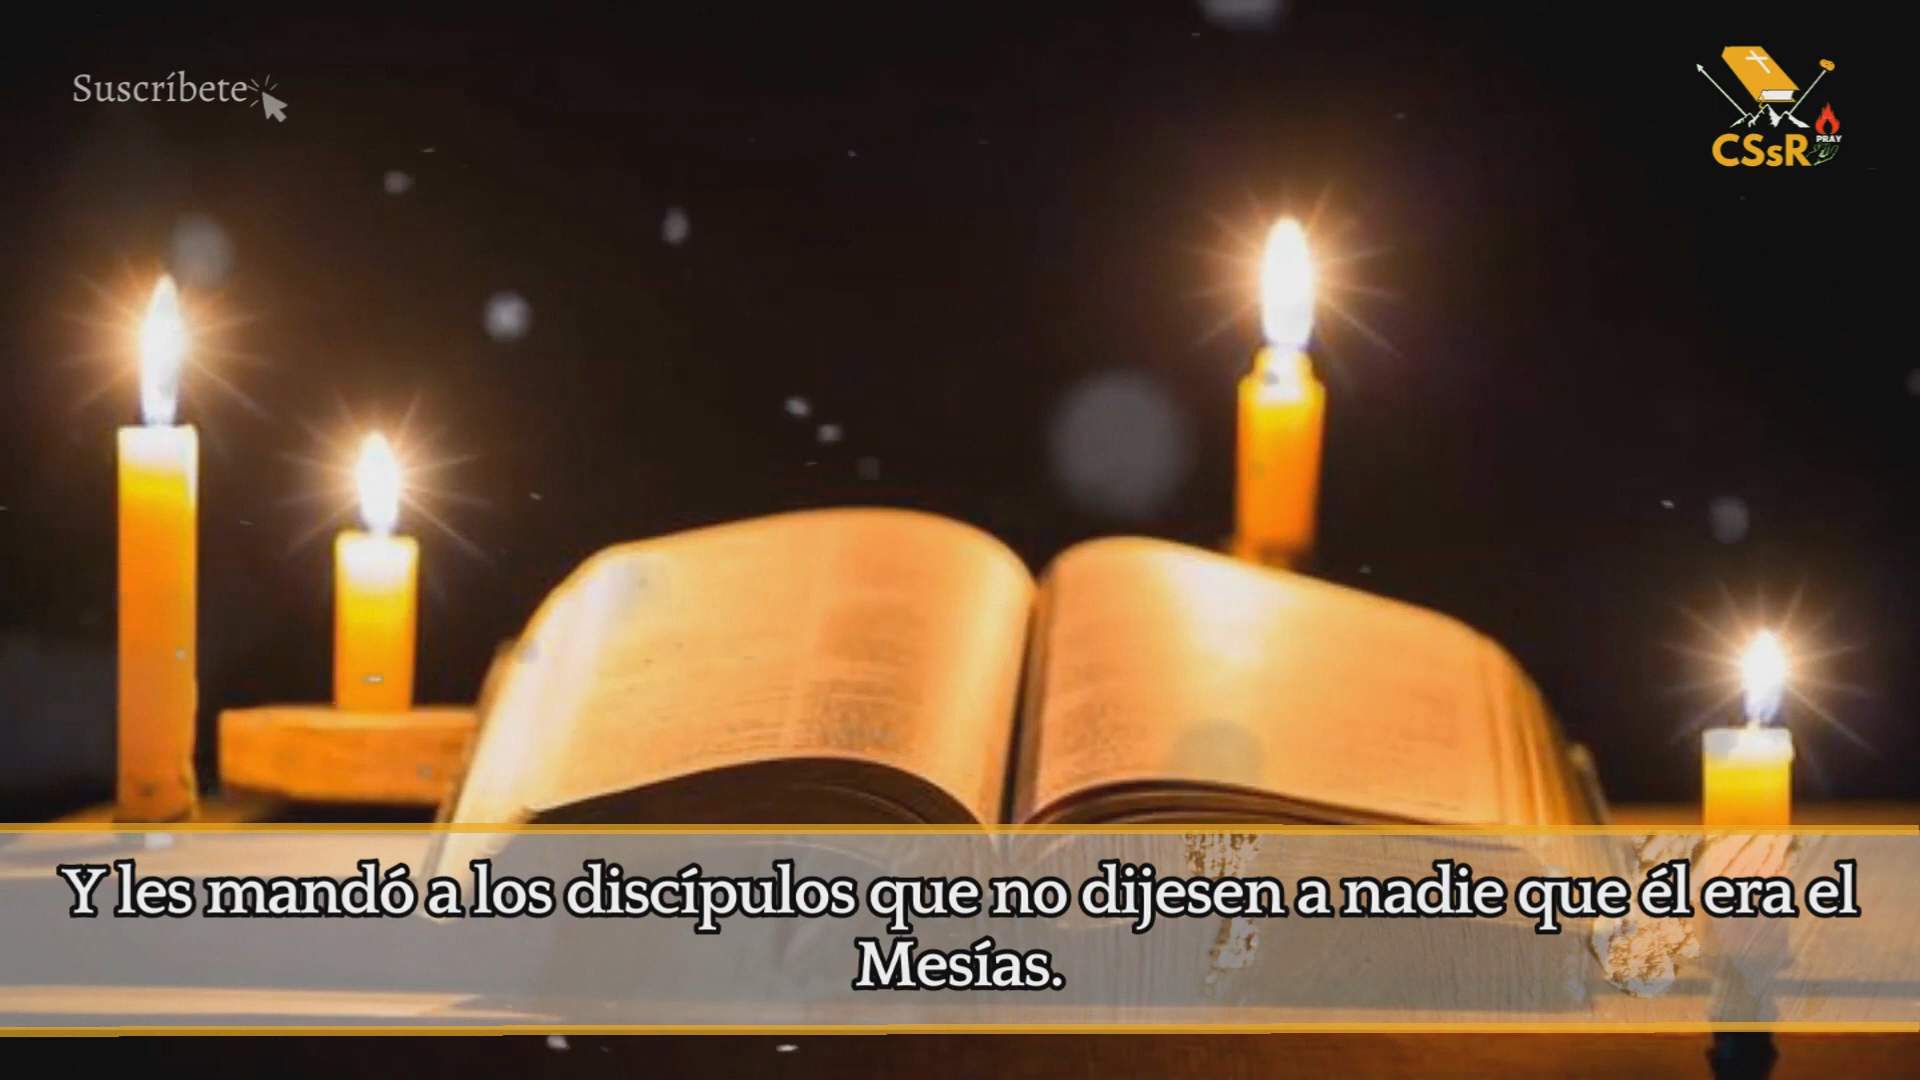 Suscríbete
CSsR
PRAY
Y les mandó a los discípulos que no dijesen a nadie que él era el
Mesías.